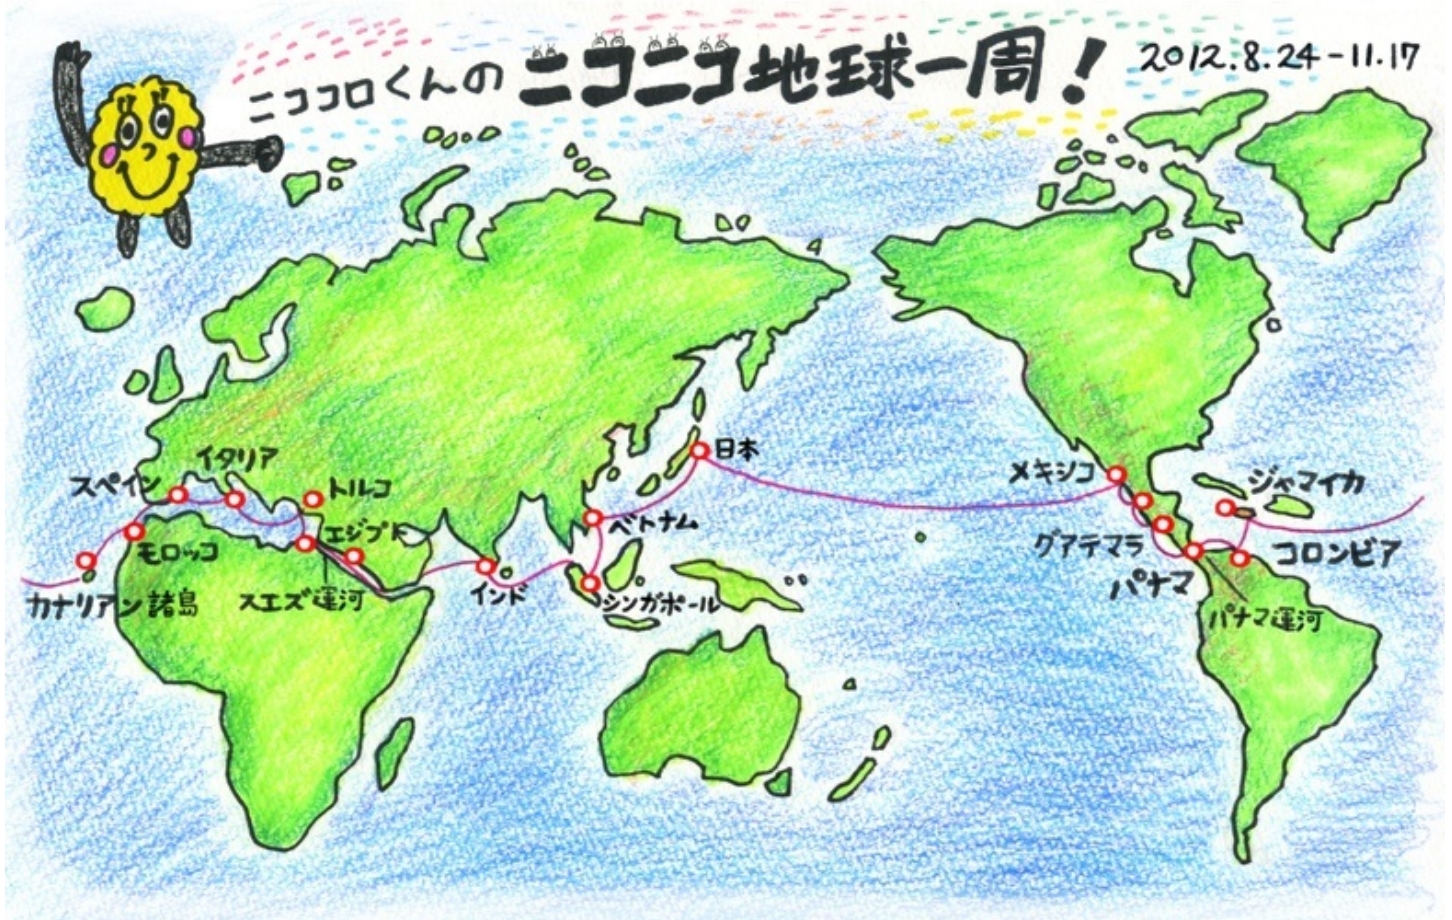 ニココロくんの ニコニコ地球一周! 2012.8.24-11.17
イタリア
スペイン
トルコ
エジプト
モロッコ
カナリアン諸島
スエズ運河
インド
日本
ベトナム
シンガポール
メキシコ
グアテマラ
パナマ
ジャマイカ
コロンビア
パナマ運河